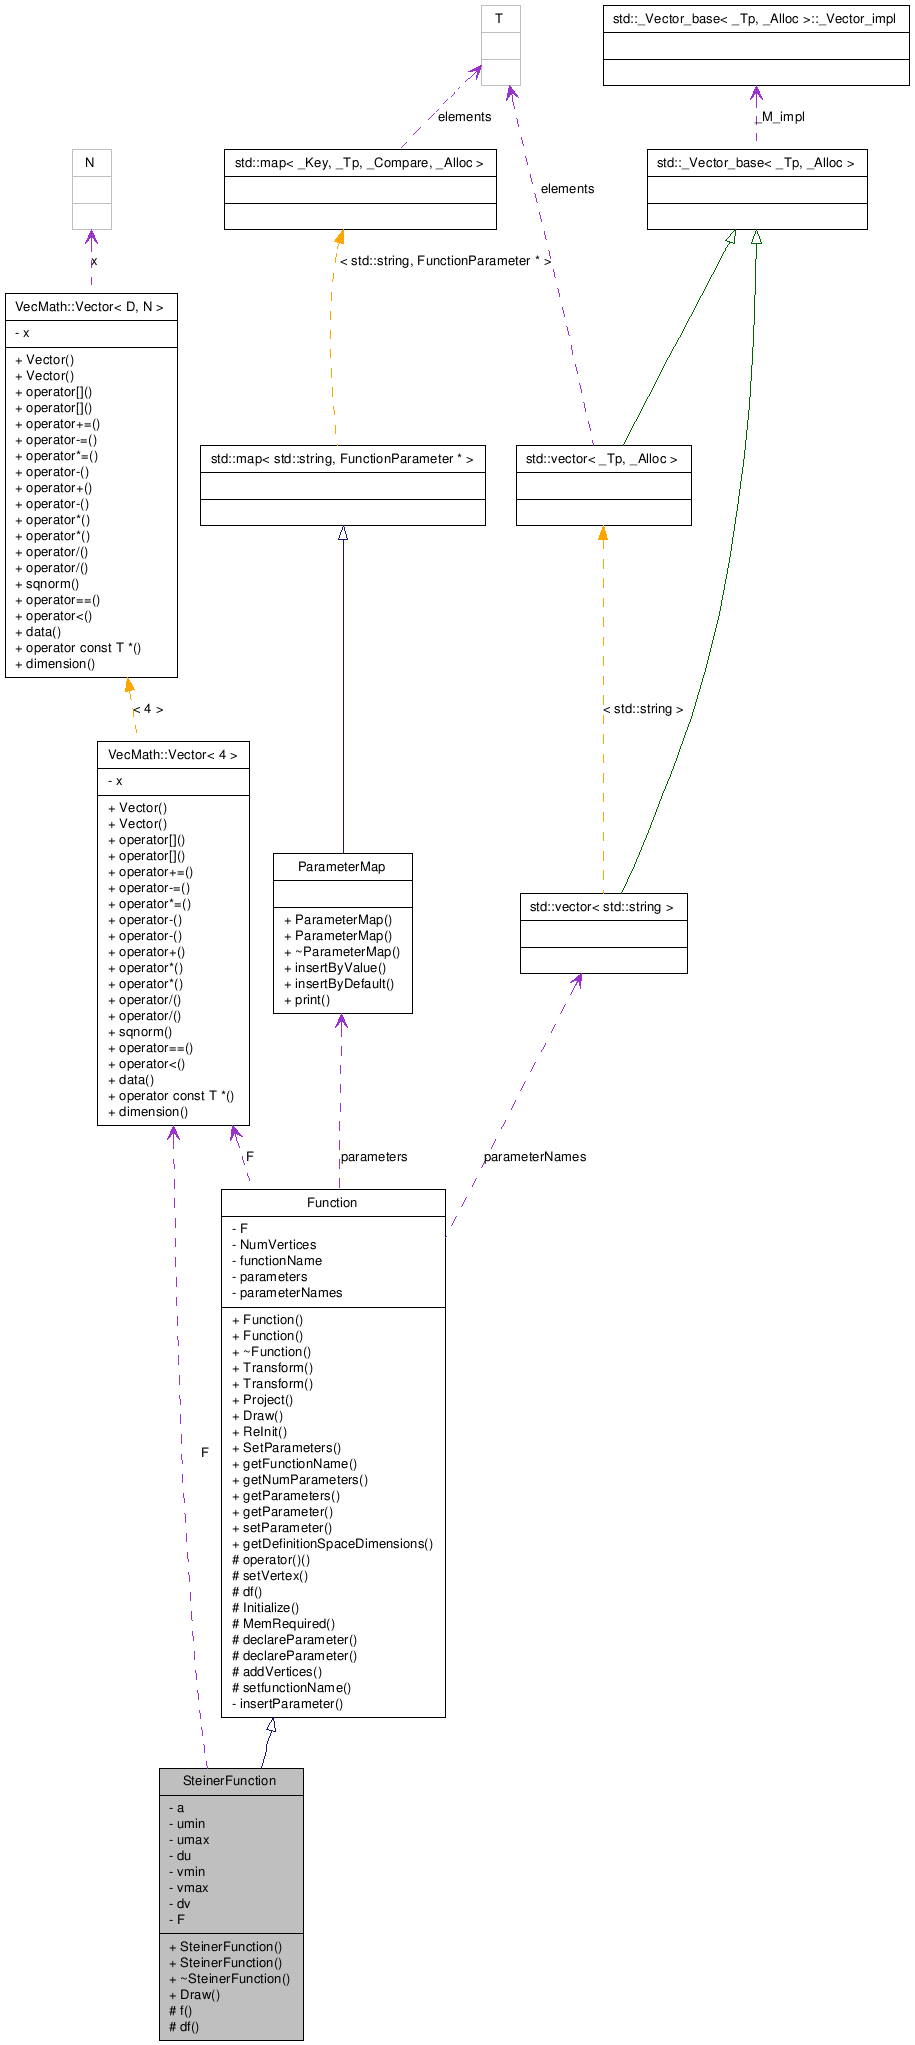 T
std::_Vector_base< _Tp, _Alloc >::_Vector_impl
elements
_M_impl
N
std::map< _Key, _Tp, _Compare, _Alloc >
std::_Vector_base< _Tp, _Alloc >
elements
x
< std::string, FunctionParameter * >
VecMath::Vector< D, N >
- x
+ Vector()
+ Vector()
+ operator[]()
+ operator[]()
+ operator+=()
+ operator-=()
+ operator*=()
+ operator-()
+ operator+()
+ operator-()
+ operator*()
+ operator*()
+ operator/()
+ operator/()
+ sqnorm()
+ operator==()
+ operator<()
+ data()
+ operator const T *()
+ dimension()
std::map< std::string, FunctionParameter * >
std::vector< _Tp, _Alloc >
< 4 >
< std::string >
VecMath::Vector< 4 >
- x
+ Vector()
+ Vector()
+ operator[]()
+ operator[]()
+ operator+=()
+ operator-=()
+ operator*=()
+ operator-()
+ operator-()
+ operator+()
+ operator*()
+ operator*()
+ operator/()
+ operator/()
+ sqnorm()
+ operator==()
+ operator<()
+ data()
+ operator const T *()
+ dimension()
ParameterMap
+ ParameterMap()
+ ParameterMap()
+ ~ParameterMap()
+ insertByValue()
+ insertByDefault()
+ print()
std::vector< std::string >
F
parameters
parameterNames
Function
- F
- NumVertices
- functionName
- parameters
- parameterNames
+ Function()
+ Function()
+ ~Function()
+ Transform()
+ Transform()
+ Project()
+ Draw()
+ ReInit()
+ SetParameters()
+ getFunctionName()
+ getNumParameters()
+ getParameters()
+ getParameter()
+ setParameter()
+ getDefinitionSpaceDimensions()
# operator()()
# setVertex()
# df()
# Initialize()
# MemRequired()
# declareParameter()
# declareParameter()
# addVertices()
# setfunctionName()
- insertParameter()
F
SteinerFunction
- a
- umin
- umax
- du
- vmin
- vmax
- dv
- F
+ SteinerFunction()
+ SteinerFunction()
+ ~SteinerFunction()
+ Draw()
# f()
# df()